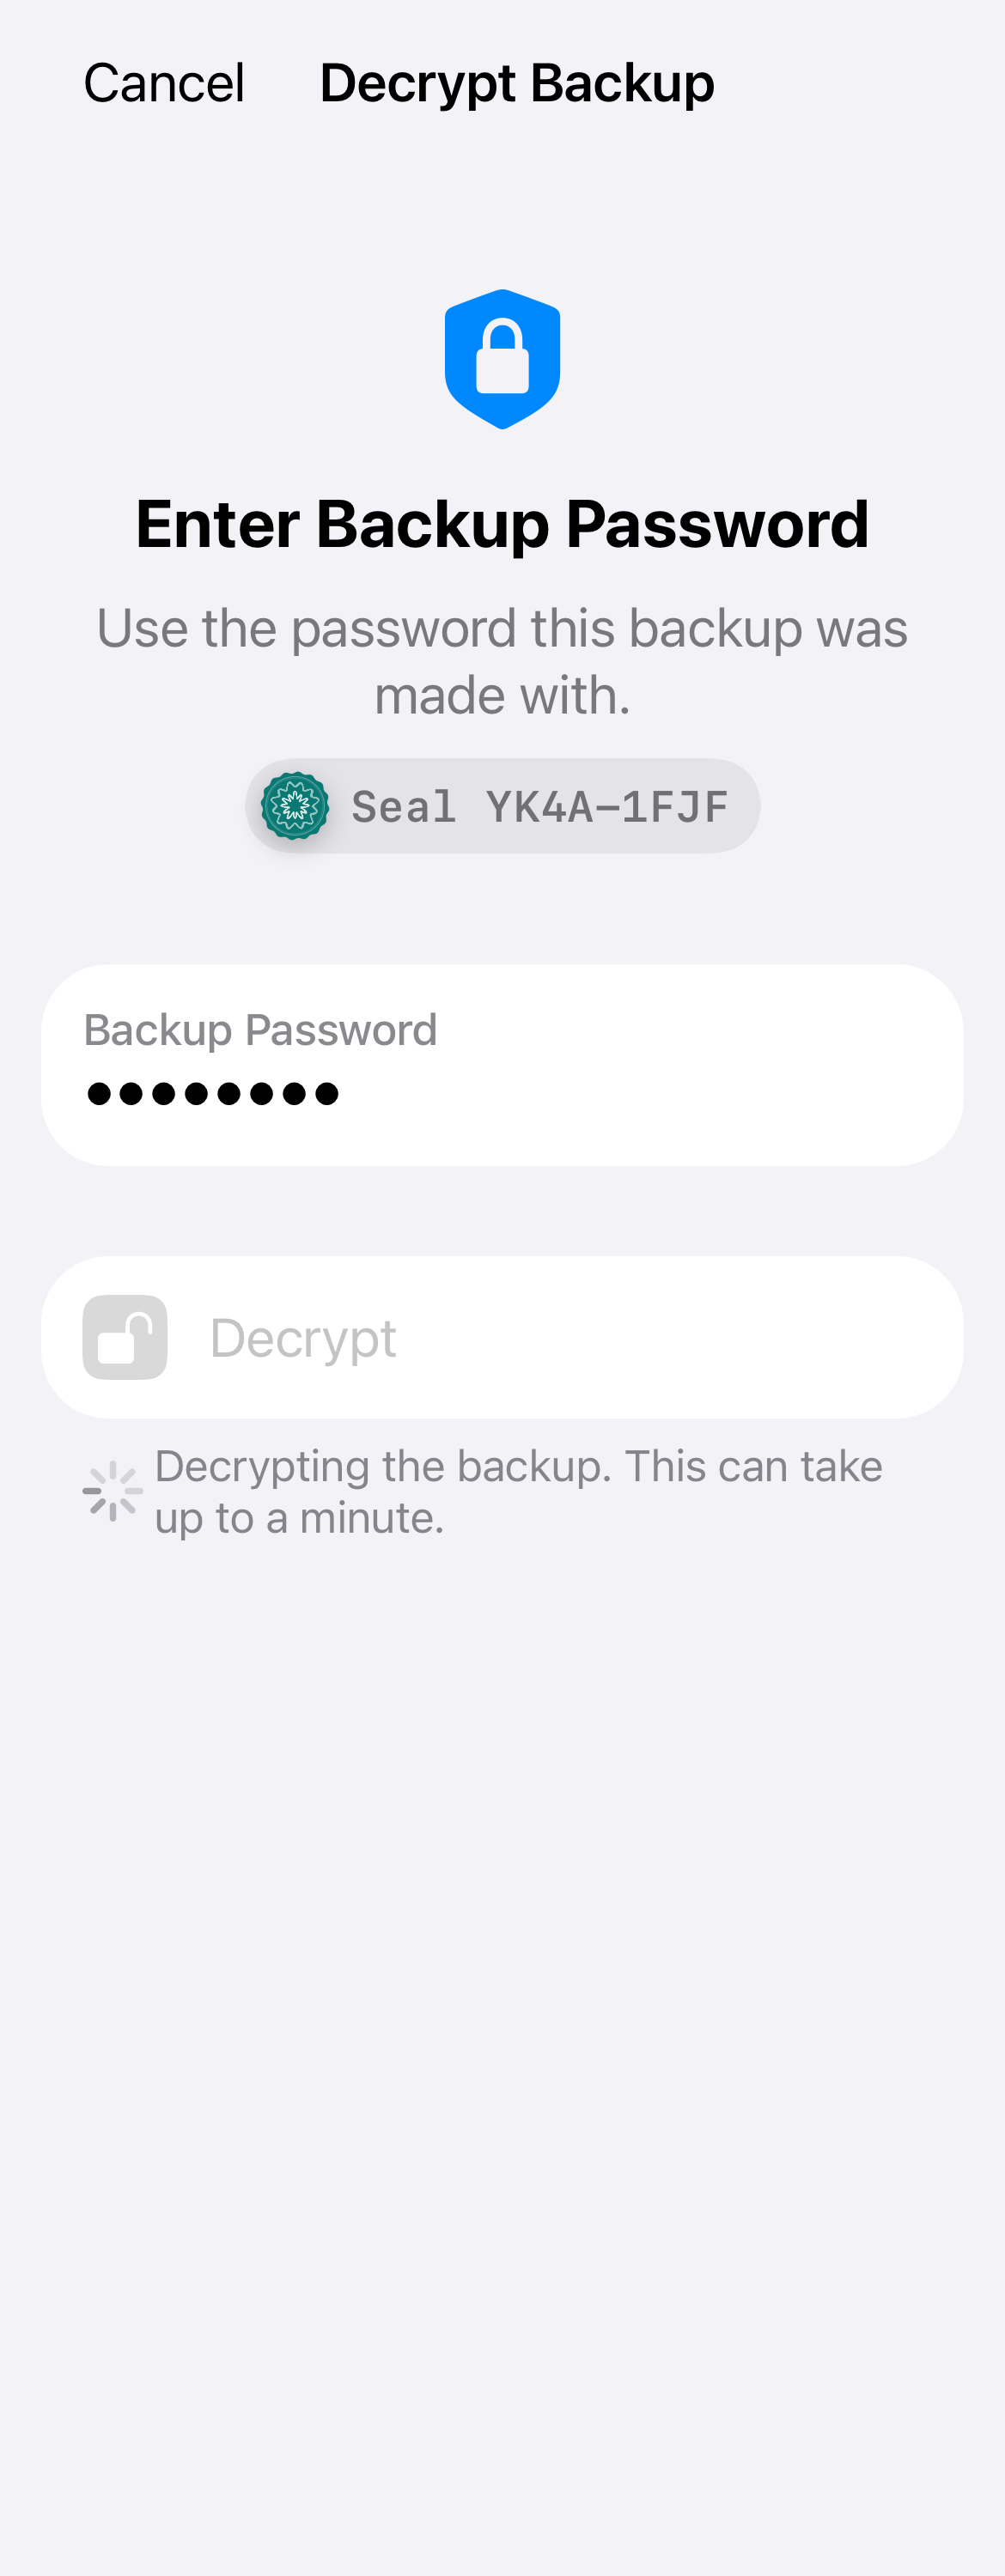 Cancel
Decrypt Backup
Enter Backup Password
Use the password this backup was
made with.
Seal YK4A–1FJF
Backup Password
●●●●●●●●
Decrypt
Decrypting the backup. This can take
up to a minute.